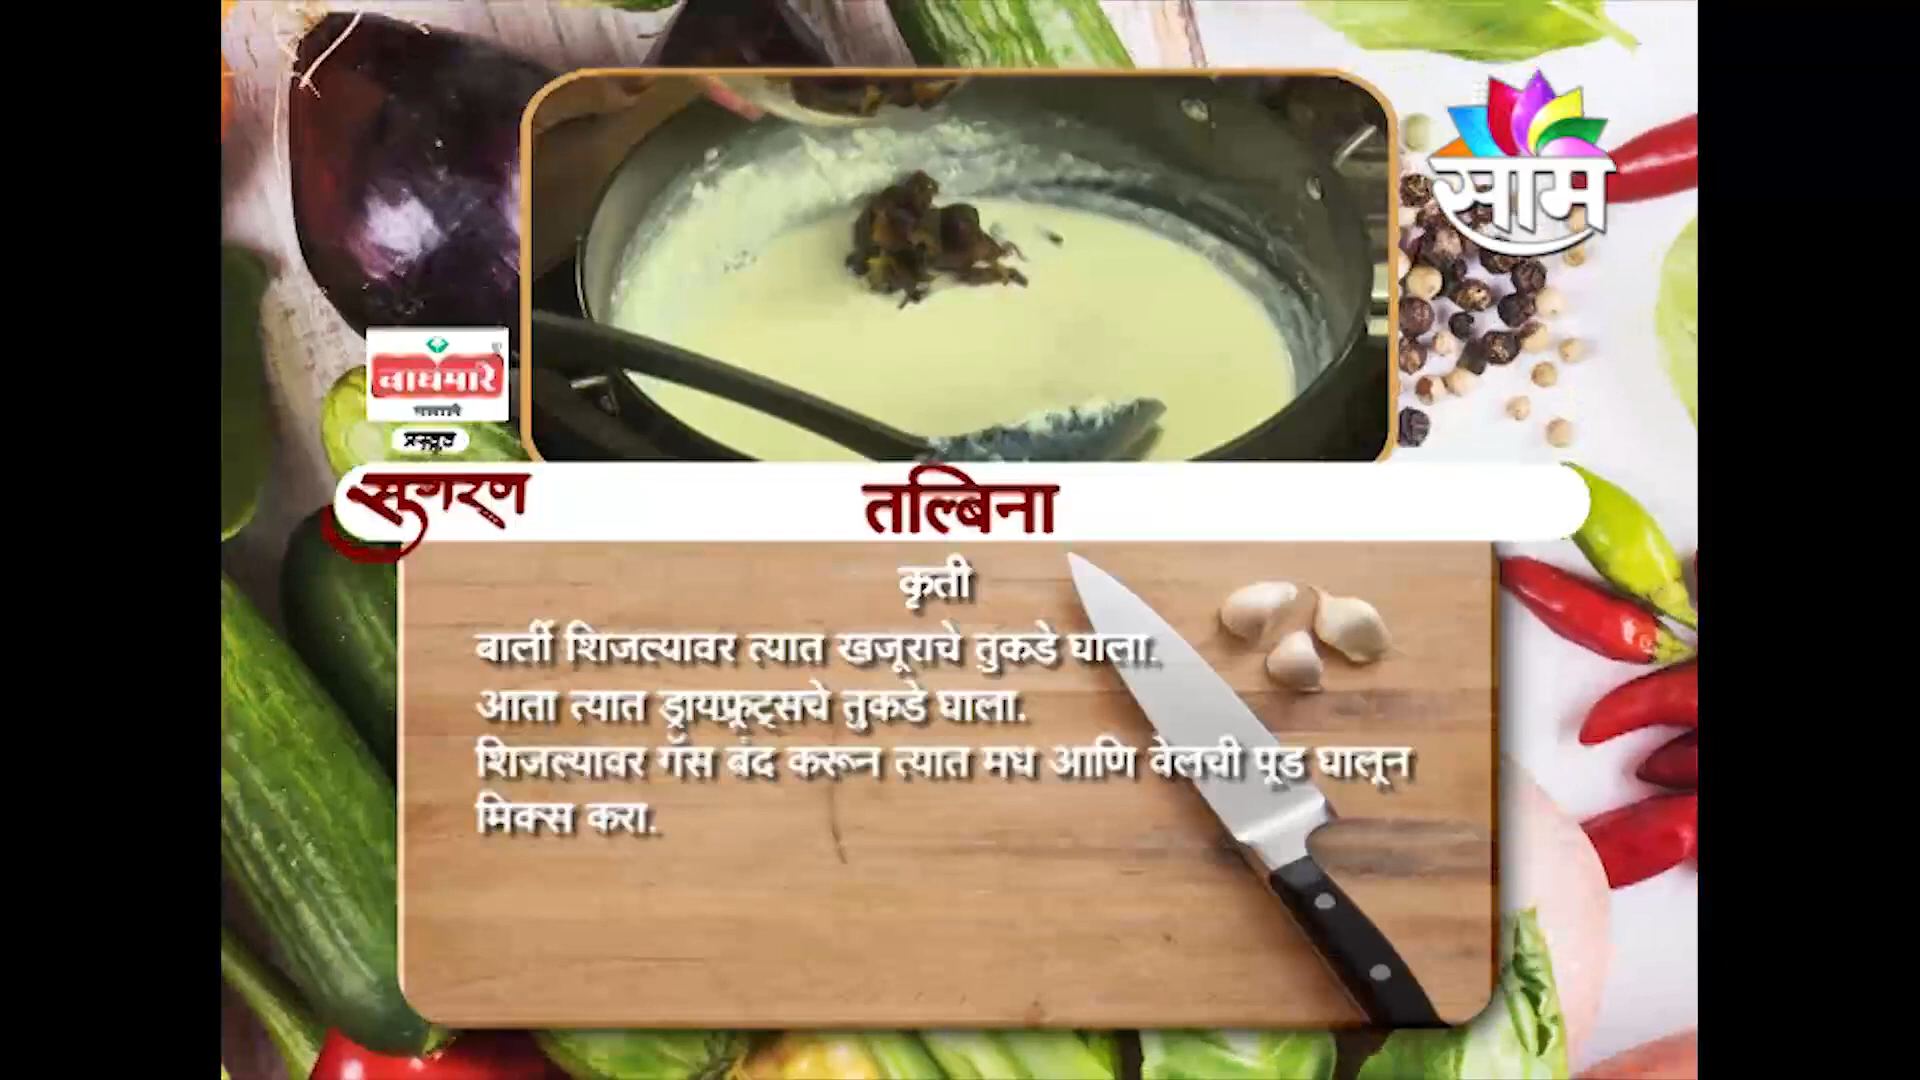 साम
वाघमारे
मसाले
प्रस्तुत
सुगरण
तल्बिना
कृती
बार्ली शिजल्यावर त्यात खजूराचे तुकडे घाला.
आता त्यात ड्रायफ्रूट्सचे तुकडे घाला.
शिजल्यावर गॅस बंद करून त्यात मध आणि वेलची पूड घालून
मिक्स करा.